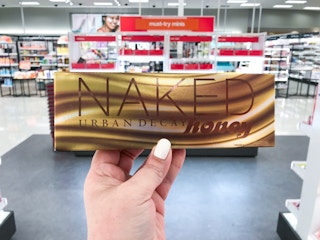 must-try minis
NAKED
URBAN DECAY
honey